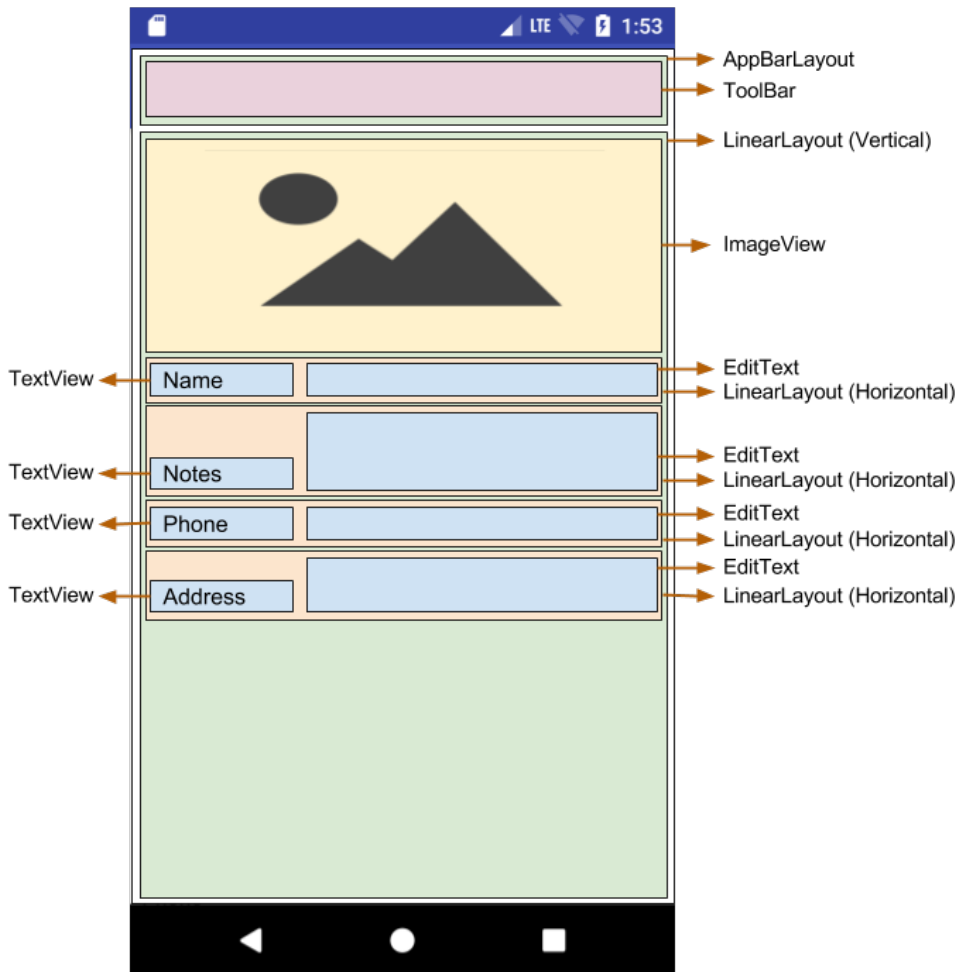 LTE 1:53
AppBarLayout
ToolBar
LinearLayout (Vertical)
ImageView
EditText
TextView Name
LinearLayout (Horizontal)
EditText
TextView Notes
LinearLayout (Horizontal)
EditText
TextView Phone
LinearLayout (Horizontal)
EditText
TextView Address LinearLayout (Horizontal)